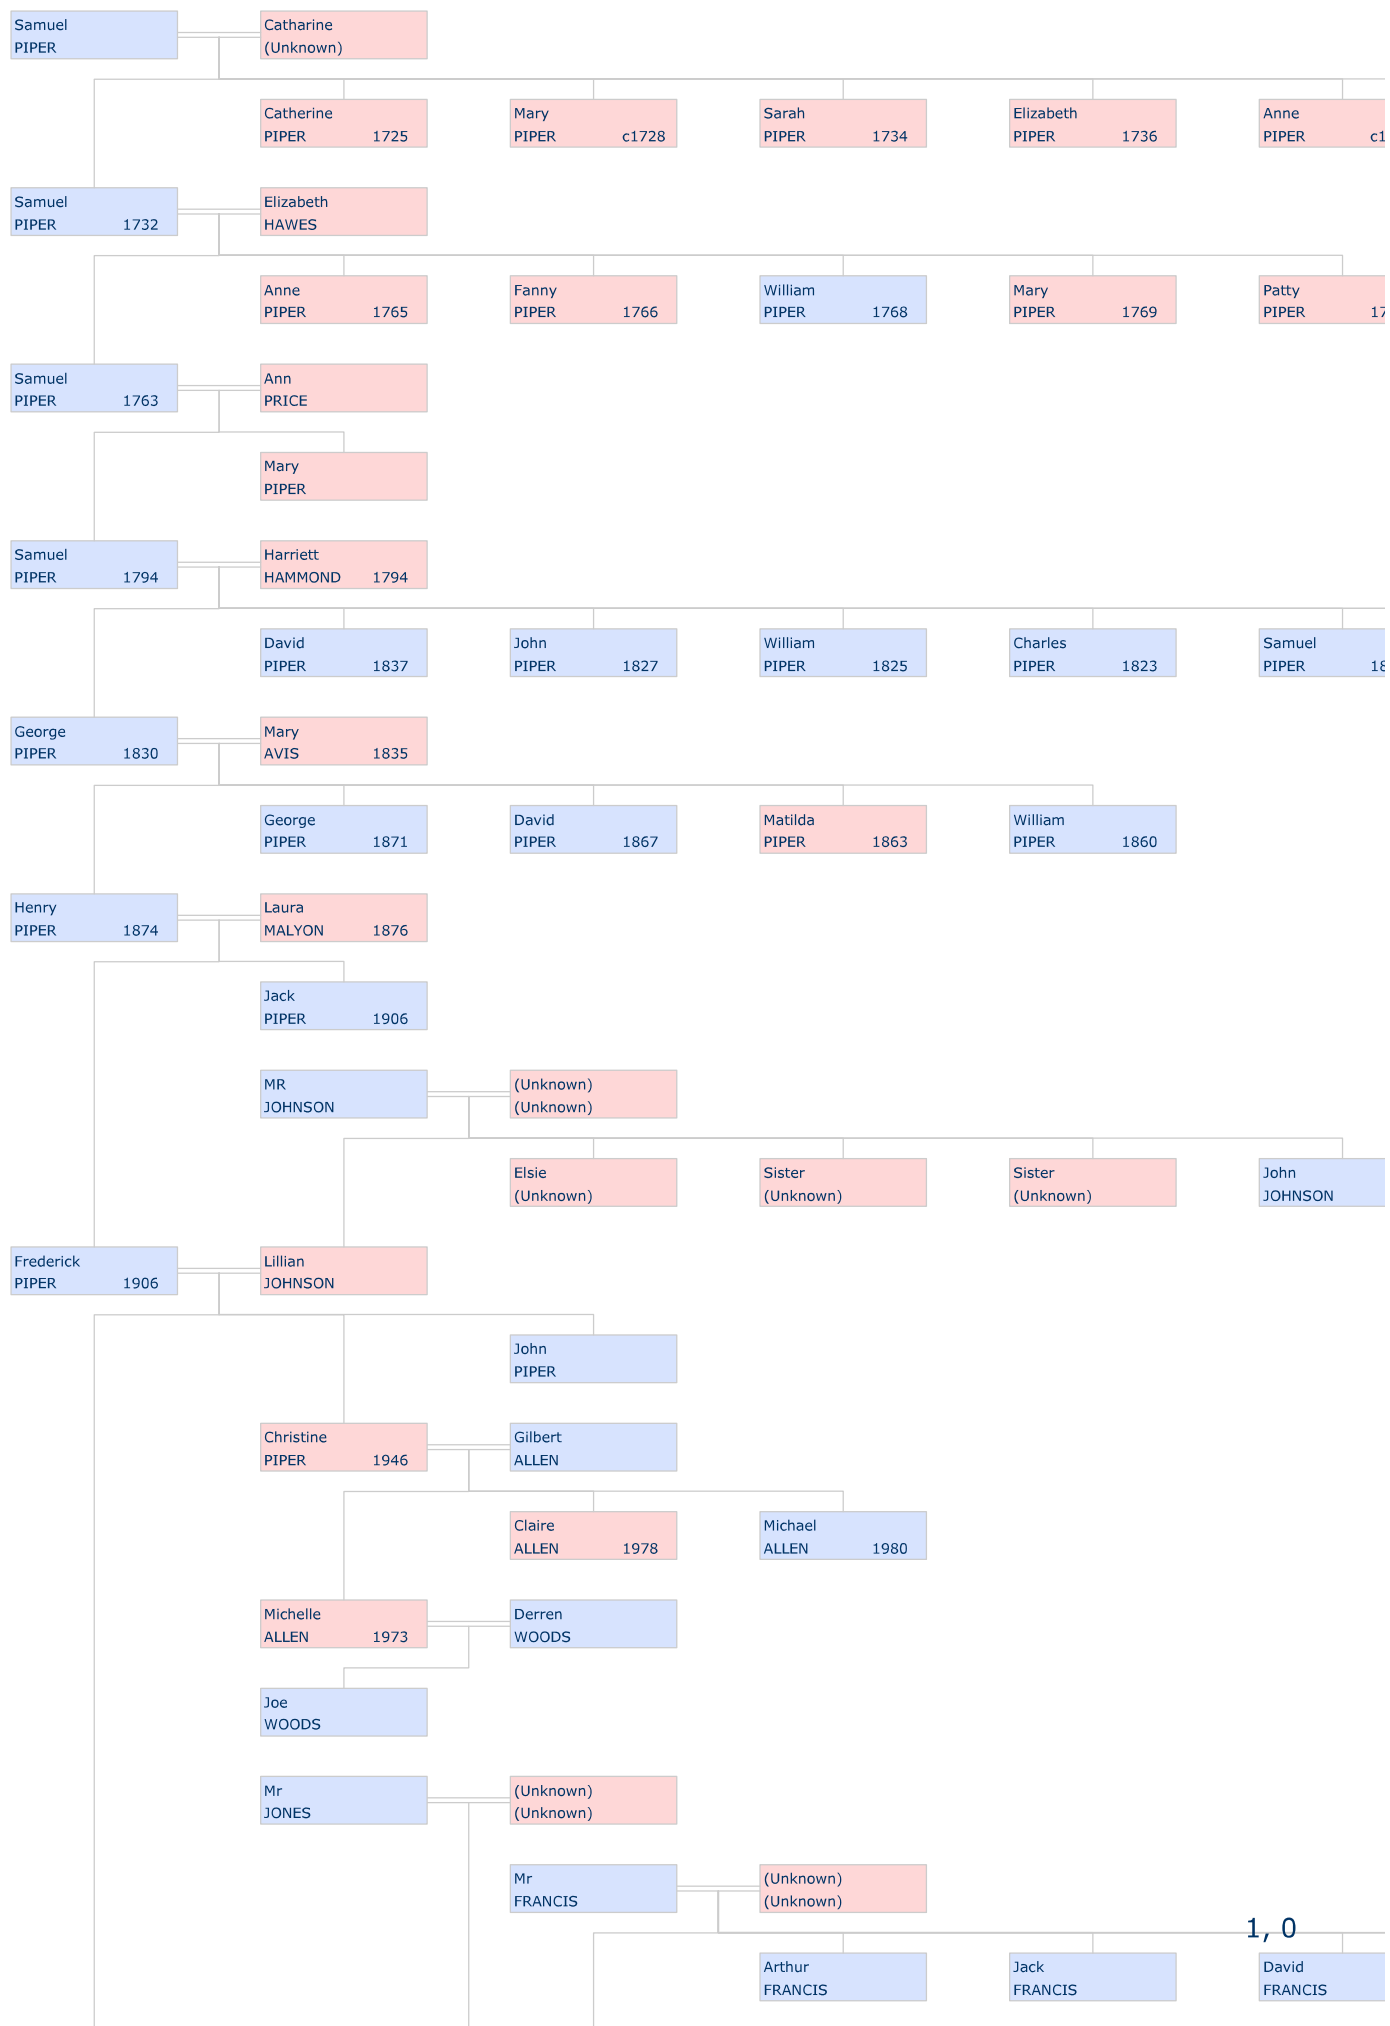 Samuel
PIPER
Catharine
(Unknown)
Catherine
PIPER 1725
Mary
PIPER c1728
Sarah
PIPER 1734
Elizabeth
PIPER 1736
Anne
PIPER c1
Samuel
PIPER 1732
Elizabeth
HAWES
Anne
PIPER 1765
Fanny
PIPER 1766
William
PIPER 1768
Mary
PIPER 1769
Patty
PIPER 17
Samuel
PIPER 1763
Ann
PRICE
Mary
PIPER
Samuel
PIPER 1794
Harriett
HAMMOND 1794
David
PIPER 1837
John
PIPER 1827
William
PIPER 1825
Charles
PIPER 1823
Samuel
PIPER 18
George
PIPER 1830
Mary
AVIS 1835
George
PIPER 1871
David
PIPER 1867
Matilda
PIPER 1863
William
PIPER 1860
Henry
PIPER 1874
Laura
MALYON 1876
Jack
PIPER 1906
MR
JOHNSON
(Unknown)
(Unknown)
Elsie
(Unknown)
Sister
(Unknown)
Sister
(Unknown)
John
JOHNSON
Frederick
PIPER 1906
Lillian
JOHNSON
John
PIPER
Christine
PIPER 1946
Gilbert
ALLEN
Claire
ALLEN 1978
Michael
ALLEN 1980
Michelle
ALLEN 1973
Derren
WOODS
Joe
WOODS
Mr
JONES
(Unknown)
(Unknown)
Mr
FRANCIS
(Unknown)
(Unknown)
1, 0
Arthur
FRANCIS
Jack
FRANCIS
David
FRANCIS